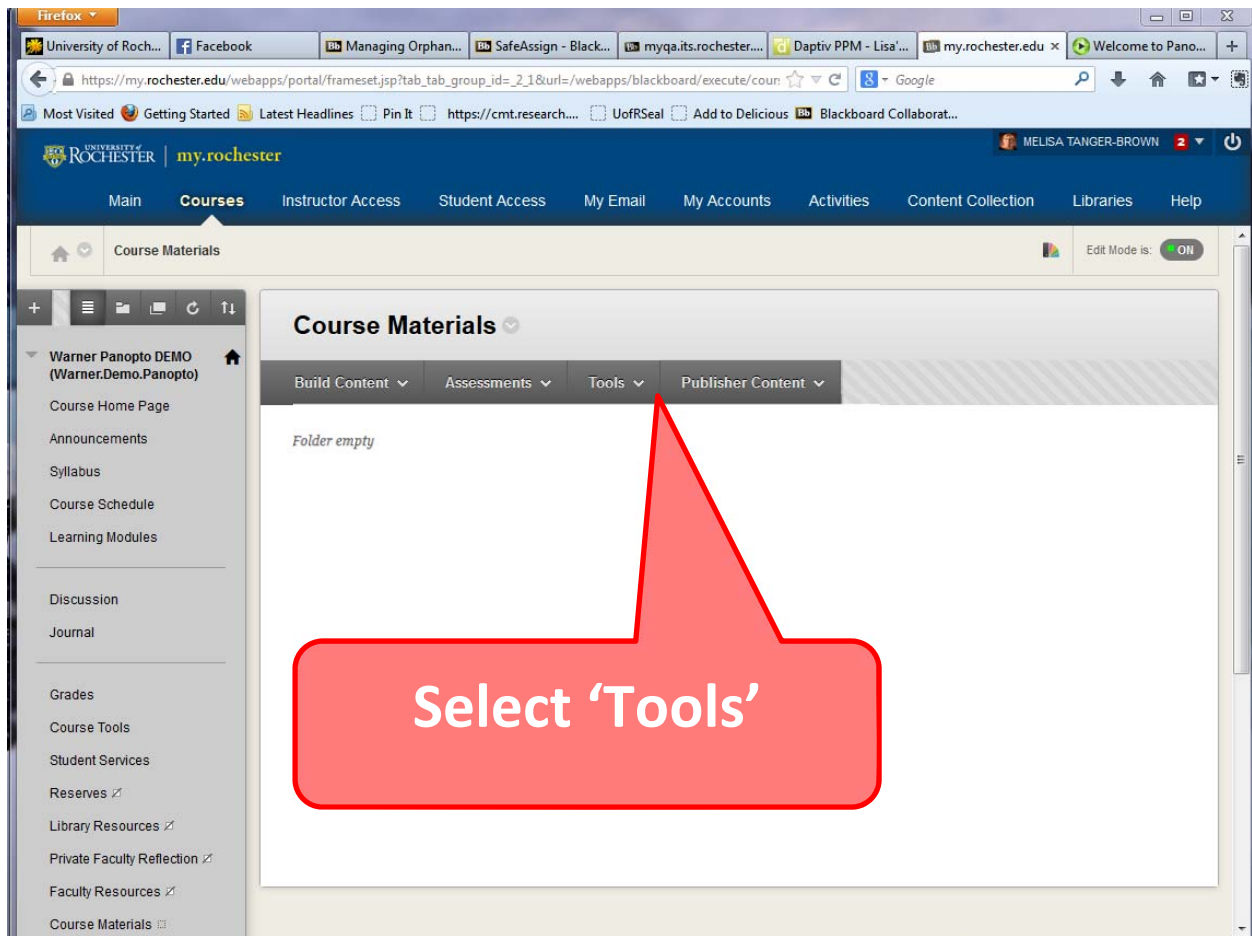 Firefox
University of Roch... Facebook Managing Orphan... SafeAssign - Black... myqa.its.rochester.... Daptiv PPM - Lisa'... my.rochester.edu × Welcome to Pano... +
https://my.rochester.edu/webapps/portal/frameset.jsp?tab_tab_group_id=_2_1&url=/webapps/blackboard/execute/cour: Google
Most Visited Getting Started Latest Headlines Pin It https://cmt.research.... UofRSeal Add to Delicious Blackboard Collaborat...
UNIVERSITY of ROCHESTER | my.rochester
MELISA TANGER-BROWN 2
Main Courses Instructor Access Student Access My Email My Accounts Activities Content Collection Libraries Help
Course Materials
Edit Mode is: ON
Course Materials
Build Content Assessments Tools Publisher Content
Folder empty
Warner Panopto DEMO
(Warner.Demo.Panopto)
Course Home Page
Announcements
Syllabus
Course Schedule
Learning Modules
Discussion
Journal
Grades
Course Tools
Student Services
Reserves
Library Resources
Private Faculty Reflection
Faculty Resources
Course Materials
Select ‘Tools’